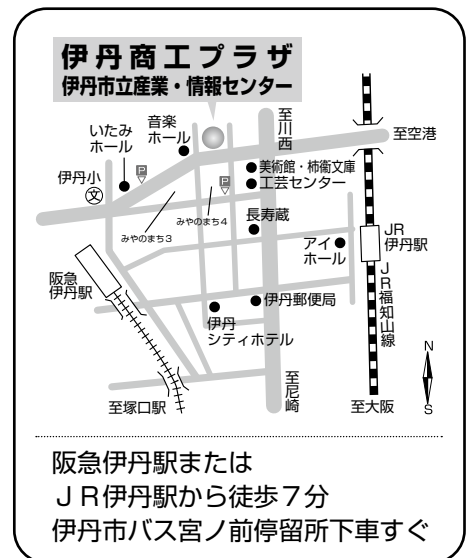 伊丹商工プラザ
伊丹市立産業・情報センター
音楽
ホール
いたみ
ホール
伊丹小
文
P
P
みやのまち3
みやのまち4
至川西
至空港
美術館・柿衞文庫
工芸センター
長寿蔵
アイ
ホール
JR
伊丹駅
JR福知山線
阪急
伊丹駅
伊丹郵便局
伊丹
シティホテル
至塚口駅
至尼崎
至大阪
N
S
阪急伊丹駅または
JR伊丹駅から徒歩7分
伊丹市バス宮ノ前停留所下車すぐ